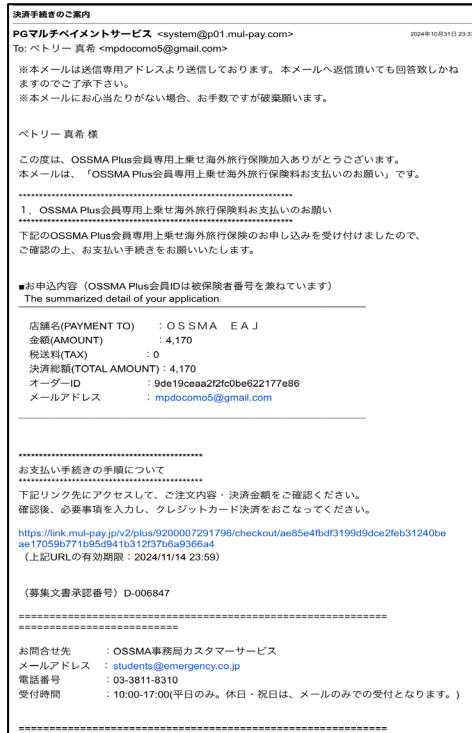 決済手続きのご案内
PGマルチペイメントサービス <system@p01.mul-pay.com> 2024年10月31日 23:33
To: ペトリー 真希 <mpdocomo5@gmail.com>
※本メールは送信専用アドレスより送信しております。 本メールへ返信頂いても回答致しかね
ますのでご了承下さい。
※本メールにお心当たりがない場合、お手数ですが破棄願います。
ペトリー 真希 様
この度は、OSSMA Plus会員専用上乗せ海外旅行保険加入ありがとうございます。
本メールは、「OSSMA Plus会員専用上乗せ海外旅行保険料お支払いのお願い」です。
********************************************************************
１．OSSMA Plus会員専用上乗せ海外旅行保険料お支払いのお願い
********************************************************************
下記のOSSMA Plus会員専用上乗せ海外旅行保険のお申し込みを受け付けましたので、
ご確認の上、お支払い手続きをお願いいたします。
■お申込内容（OSSMA Plus会員IDは被保険者番号を兼ねています）
The summarized detail of your application
店舗名(PAYMENT TO) ：ＯＳＳＭＡ　ＥＡＪ
金額(AMOUNT) ：4,170
税送料(TAX) ：0
決済総額(TOTAL AMOUNT)：4,170
オーダーID ：9de19ceaa2f2fc0be622177e86
メールアドレス ： mpdocomo5@gmail.com
**********************************************
お支払い手続きの手順について
**********************************************
下記リンク先にアクセスして、ご注文内容・決済金額をご確認ください。
確認後、必要事項を入力し、クレジットカード決済をおこなってください。
https://link.mul-pay.jp/v2/plus/9200007291796/checkout/ae85e4fbdf3199d9dce2feb31240be
ae17059b771b95d941b312f37b6a9366a4
（上記URLの有効期限：2024/11/14 23:59）
（募集文書承認番号）D-006847
============================================================
==========================
お問合せ先 ：OSSMA事務局カスタマーサービス
メールアドレス ： students@emergency.co.jp
電話番号 ：03-3811-8310
受付時間 ：10:00-17:00(平日のみ。休日・祝日は、メールのみでの受付となります。)
============================================================